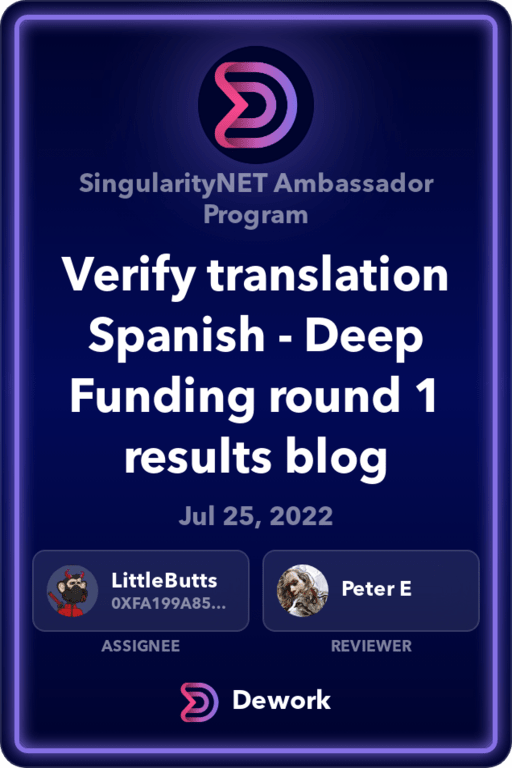 SingularityNET Ambassador
Program
Verify translation
Spanish - Deep
Funding round 1
results blog
Jul 25, 2022
LittleButts
0XFA199A85...
Peter E
ASSIGNEE
REVIEWER
Dework